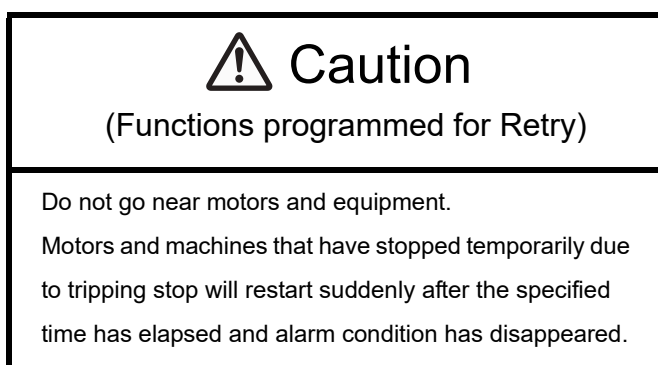 Caution
(Functions programmed for Retry)
Do not go near motors and equipment.
Motors and machines that have stopped temporarily due
to tripping stop will restart suddenly after the specified
time has elapsed and alarm condition has disappeared.